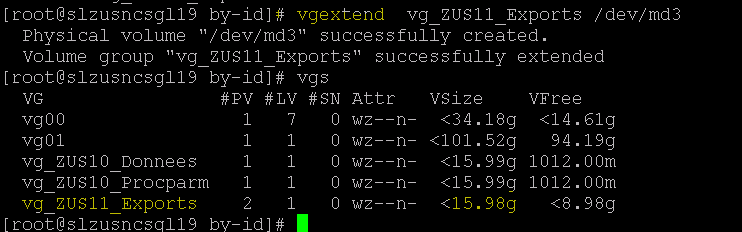 [root@slzusncsgl19 by-id]# vgextend  vg_ZUS11_Exports /dev/md3
  Physical volume "/dev/md3" successfully created.
  Volume group "vg_ZUS11_Exports" successfully extended
[root@slzusncsgl19 by-id]# vgs
  VG               #PV #LV #SN Attr   VSize    VFree
  vg00               1   7   0 wz--n-  <34.18g  <14.61g
  vg01               1   1   0 wz--n- <101.52g   94.19g
  vg_ZUS10_Donnees   1   1   0 wz--n-  <15.99g 1012.00m
  vg_ZUS10_Procparm  1   1   0 wz--n-  <15.99g 1012.00m
  vg_ZUS11_Exports   2   1   0 wz--n-  <15.98g   <8.98g
[root@slzusncsgl19 by-id]#